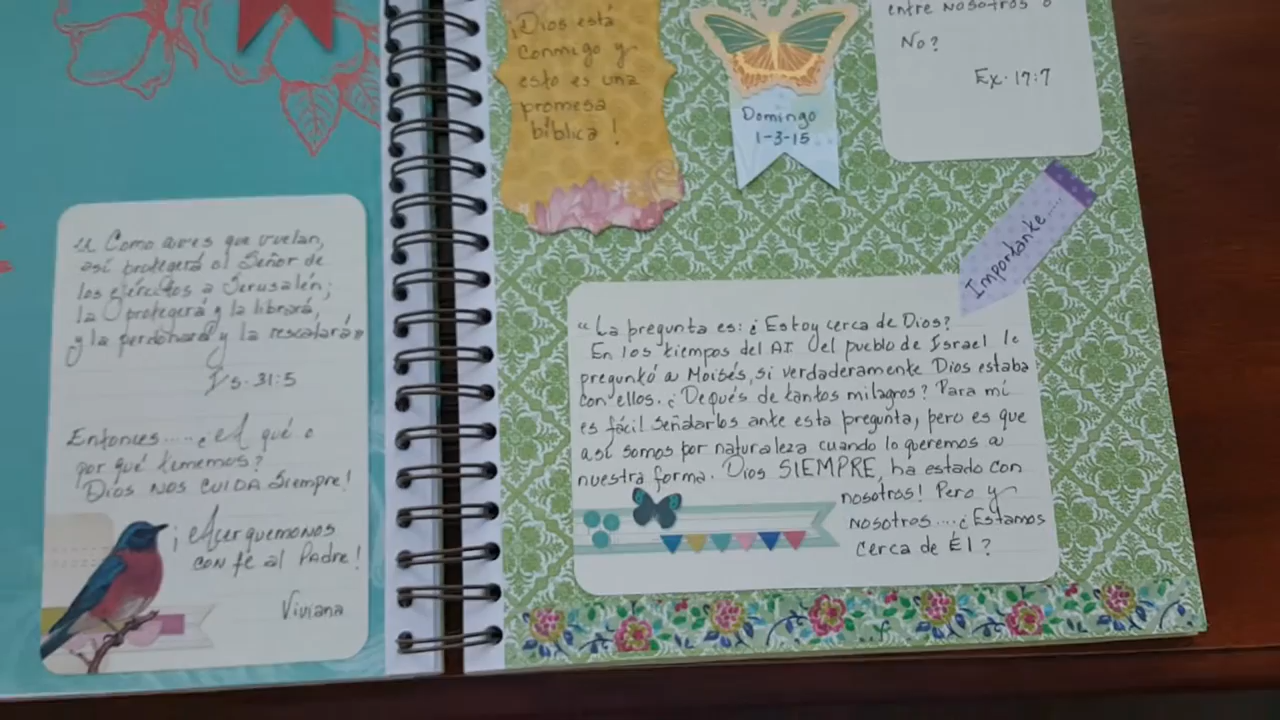 “ Como aves que vuelan,
así protegerá el Señor de
los ejércitos a Jerusalén;
la protegerá y la librará,
y la perdonará y la rescatará”
Is. 31:5
Entonces.....¿A qué o
por qué tememos?
Dios NOS CUIDA Siempre!
¡Acerquemonos
con fé al Padre!
Viviana
¡Dios está
conmigo y
esto es una
promesa
bíblica!
Domingo
1-3-15
entre nosotros o
No?
Ex. 17:7
Importante.....
“La pregunta es: ¿Estoy cerca de Dios?
En los tiempos del AT el pueblo de Israel le
preguntó a Moisés, si verdaderamente Dios estaba
con ellos. ¿Depués de tantos milagros? Para mí
es fácil señalarlos ante esta pregunta, pero es que
así somos por naturaleza cuando lo queremos a
nuestra forma. Dios SIEMPRE, ha estado con
nosotros! Pero y
nosotros....¿Estamos
cerca de Él?